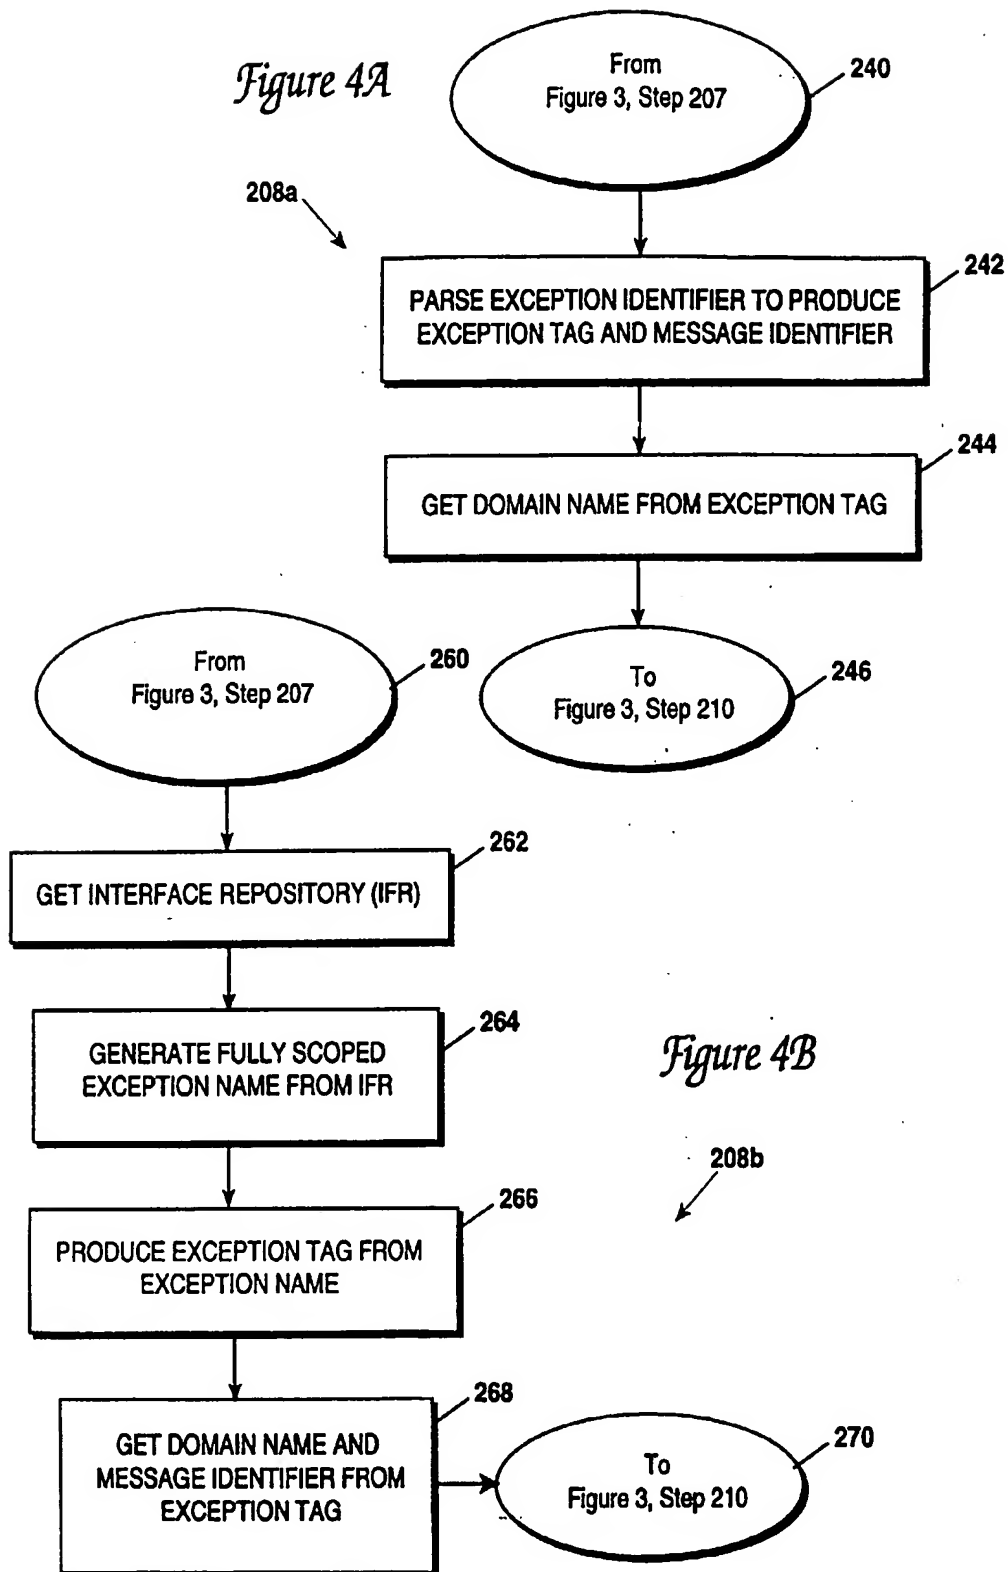 Figure 4A
From
Figure 3, Step 207
240
208a
242
PARSE EXCEPTION IDENTIFIER TO PRODUCE
EXCEPTION TAG AND MESSAGE IDENTIFIER
244
GET DOMAIN NAME FROM EXCEPTION TAG
To
Figure 3, Step 210
246
From
Figure 3, Step 207
260
262
GET INTERFACE REPOSITORY (IFR)
264
GENERATE FULLY SCOPED
EXCEPTION NAME FROM IFR
Figure 4B
208b
266
PRODUCE EXCEPTION TAG FROM
EXCEPTION NAME
268
GET DOMAIN NAME AND
MESSAGE IDENTIFIER FROM
EXCEPTION TAG
To
Figure 3, Step 210
270